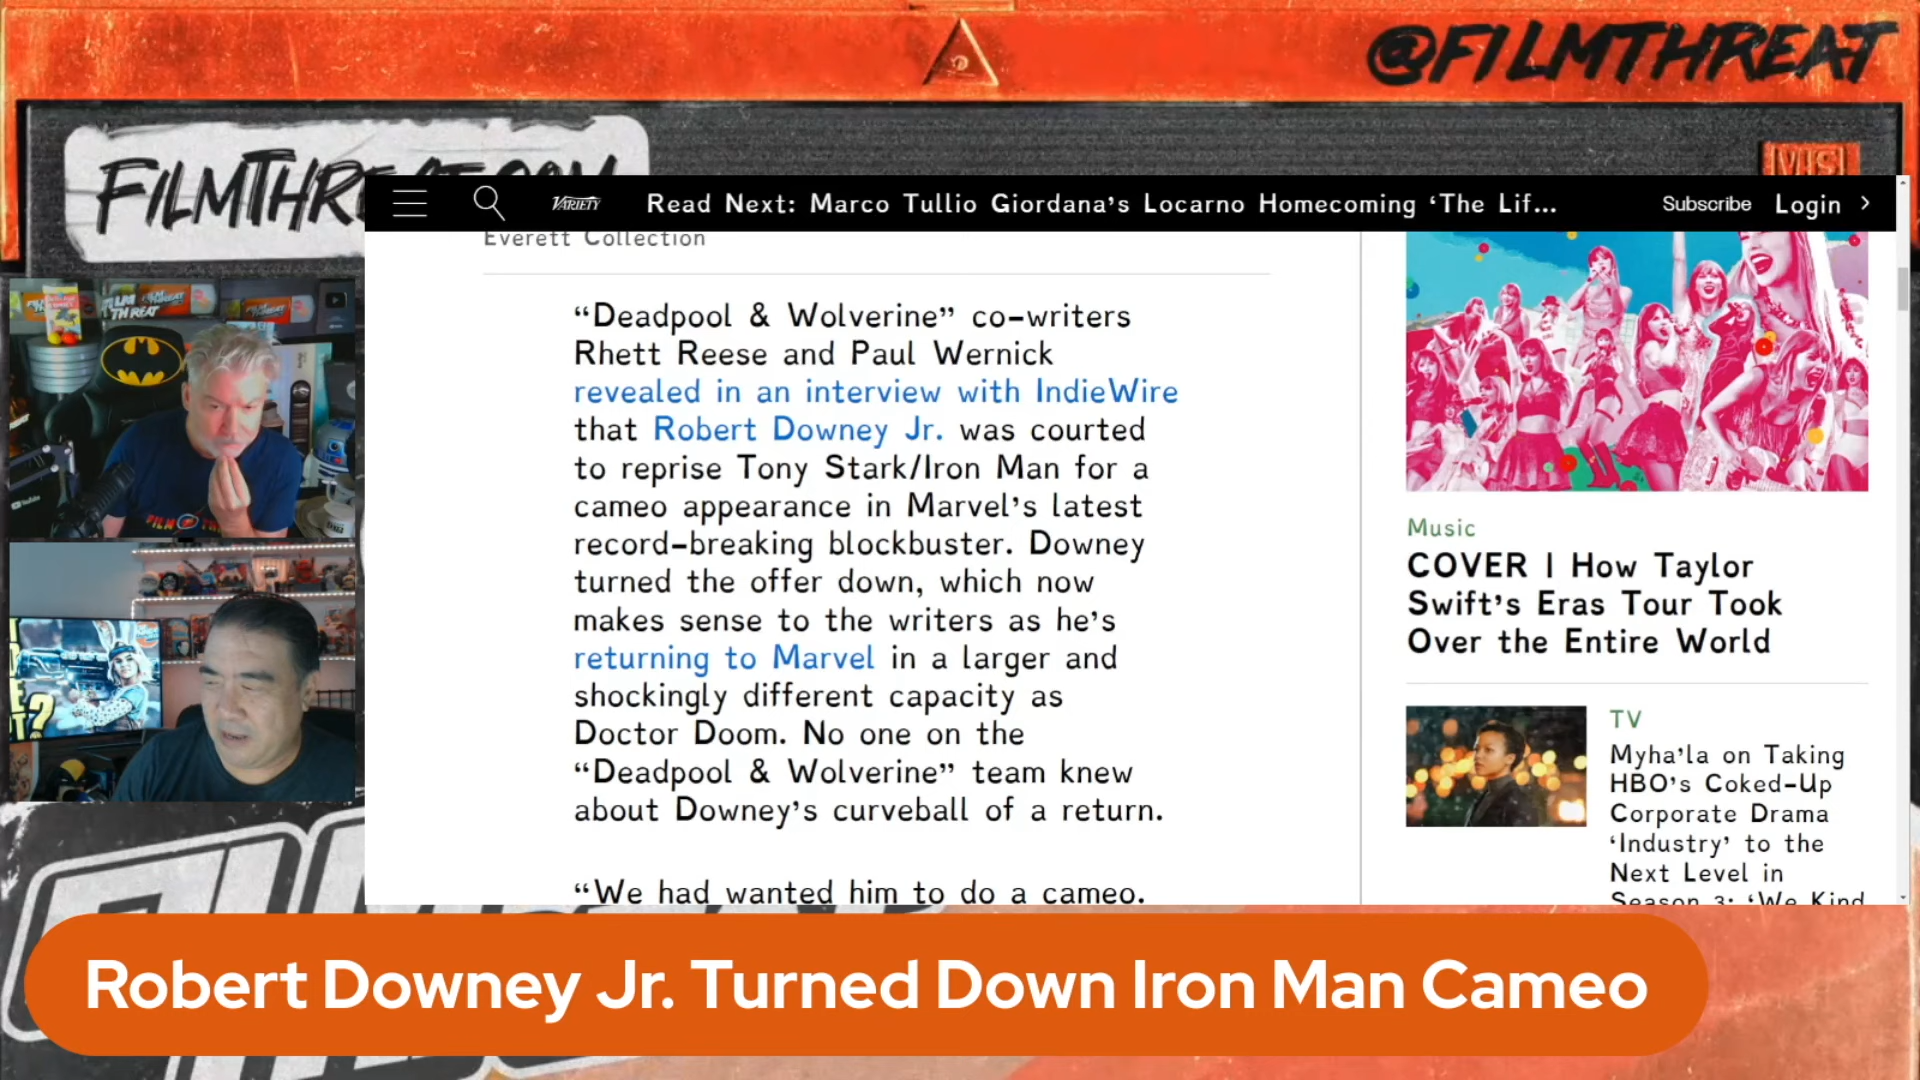 @FILMTHREAT
FILMTHREAT.COM
VHS
VARIETY
Read Next: Marco Tullio Giordana’s Locarno Homecoming ‘The Lif...
Subscribe
Login
Everett Collection
“Deadpool & Wolverine” co-writers
Rhett Reese and Paul Wernick
revealed in an interview with IndieWire
that Robert Downey Jr. was courted
to reprise Tony Stark/Iron Man for a
cameo appearance in Marvel’s latest
record-breaking blockbuster. Downey
turned the offer down, which now
makes sense to the writers as he’s
returning to Marvel in a larger and
shockingly different capacity as
Doctor Doom. No one on the
“Deadpool & Wolverine” team knew
about Downey’s curveball of a return.
“We had wanted him to do a cameo.
Music
COVER | How Taylor
Swift’s Eras Tour Took
Over the Entire World
TV
Myha’la on Taking
HBO’s Coked-Up
Corporate Drama
‘Industry’ to the
Next Level in
Season 3: ‘We Kind
Robert Downey Jr. Turned Down Iron Man Cameo